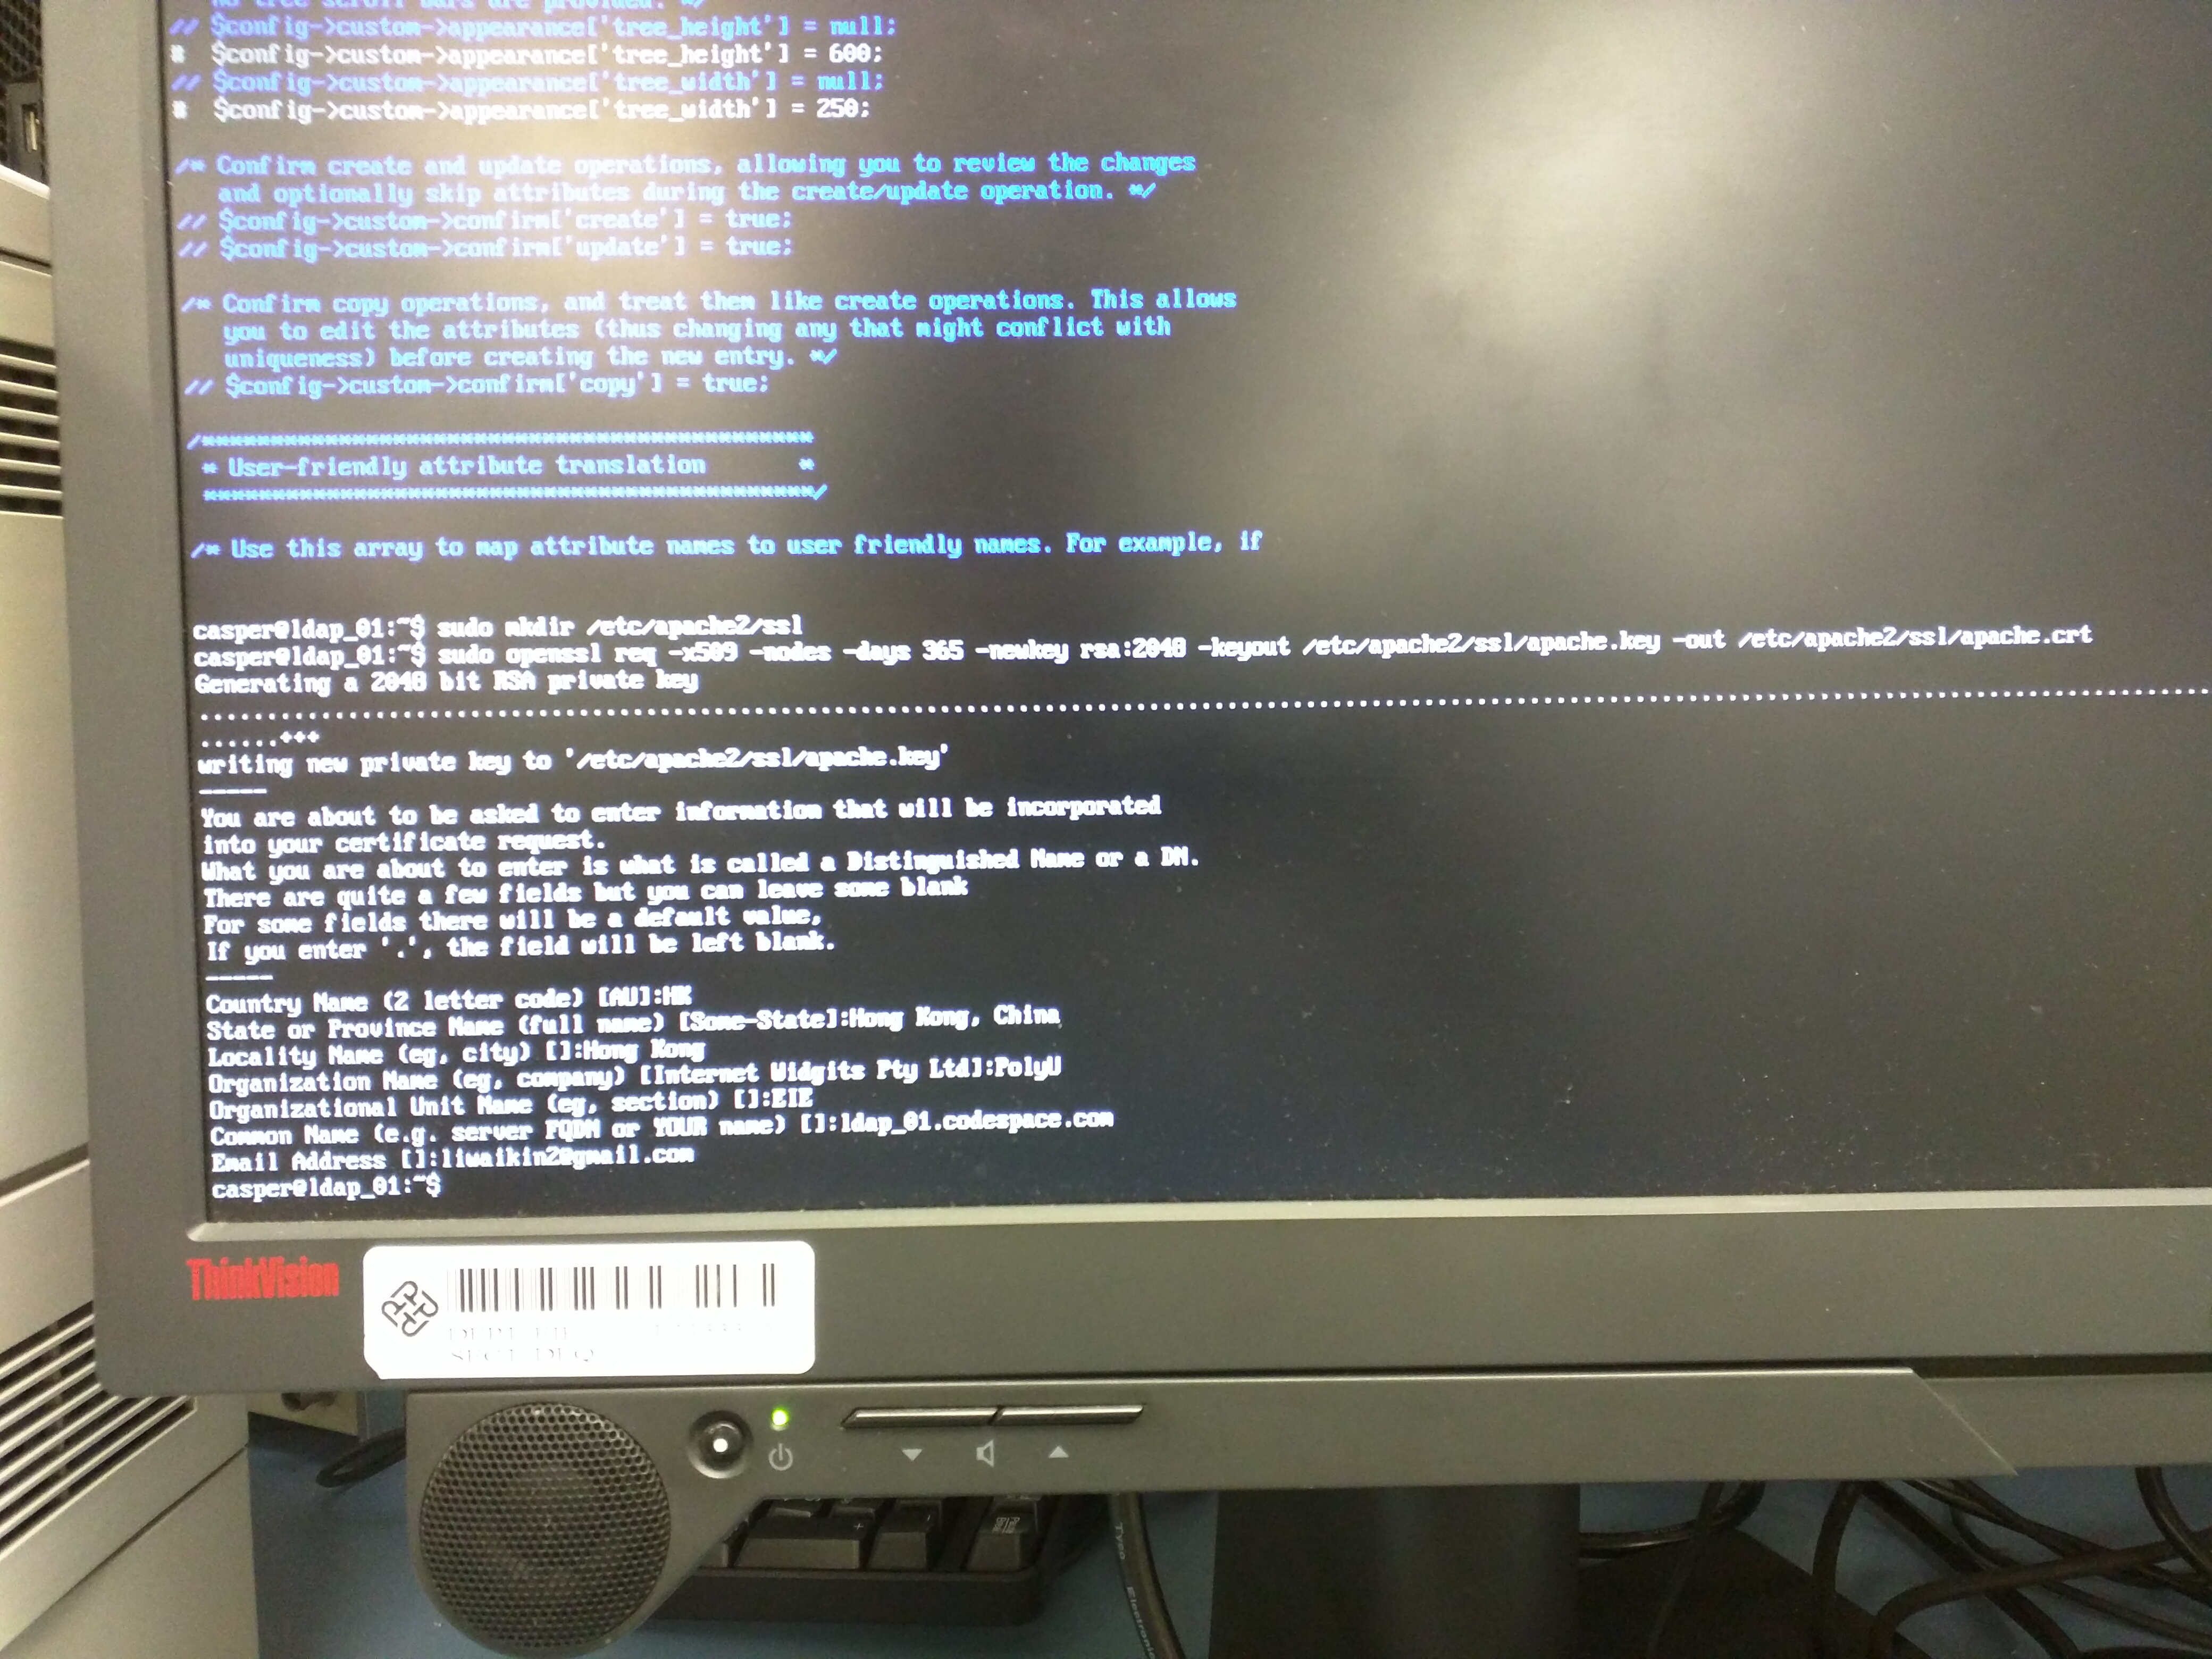 no tree scroll bars are provided. */
// $config->custom->appearance['tree_height'] = null;
#  $config->custom->appearance['tree_height'] = 600;
// $config->custom->appearance['tree_width'] = null;
#  $config->custom->appearance['tree_width'] = 250;
/* Confirm create and update operations, allowing you to review the changes
and optionally skip attributes during the create/update operation. */
// $config->custom->confirm['create'] = true;
// $config->custom->confirm['update'] = true;
/* Confirm copy operations, and treat them like create operations. This allows
you to edit the attributes (thus changing any that might conflict with
uniqueness) before creating the new entry. */
// $config->custom->confirm['copy'] = true;
/*********************************************
* User-friendly attribute translation       *
*********************************************/
/* Use this array to map attribute names to user friendly names. For example, if
casper@ldap_01:~$ sudo mkdir /etc/apache2/ssl
casper@ldap_01:~$ sudo openssl req -x509 -nodes -days 365 -newkey rsa:2048 -keyout /etc/apache2/ssl/apache.key -out /etc/apache2/ssl/apache.crt
Generating a 2048 bit RSA private key
................................................................................................................................................
......+++
writing new private key to '/etc/apache2/ssl/apache.key'
-----
You are about to be asked to enter information that will be incorporated
into your certificate request.
What you are about to enter is what is called a Distinguished Name or a DN.
There are quite a few fields but you can leave some blank
For some fields there will be a default value,
If you enter '.', the field will be left blank.
-----
Country Name (2 letter code) [AU]:HK
State or Province Name (full name) [Some-State]:Hong Kong, China
Locality Name (eg, city) []:Hong Kong
Organization Name (eg, company) [Internet Widgits Pty Ltd]:PolyU
Organizational Unit Name (eg, section) []:EIE
Common Name (e.g. server FQDN or YOUR name) []:ldap_01.codespace.com
Email Address []:liwaikin2@gmail.com
casper@ldap_01:~$
ThinkVision